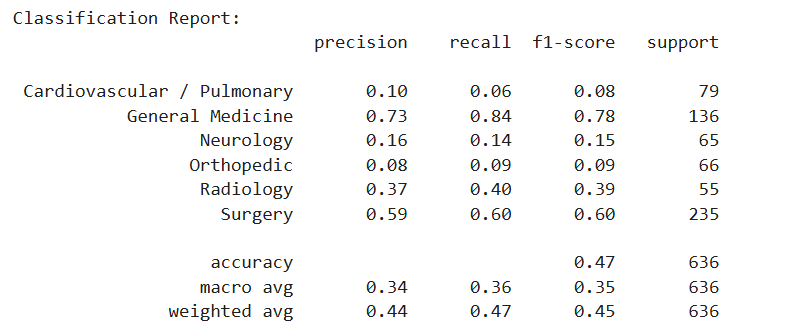 Classification Report:
precision recall f1-score support
Cardiovascular / Pulmonary 0.10 0.06 0.08 79
General Medicine 0.73 0.84 0.78 136
Neurology 0.16 0.14 0.15 65
Orthopedic 0.08 0.09 0.09 66
Radiology 0.37 0.40 0.39 55
Surgery 0.59 0.60 0.60 235
accuracy 0.47 636
macro avg 0.34 0.36 0.35 636
weighted avg 0.44 0.47 0.45 636